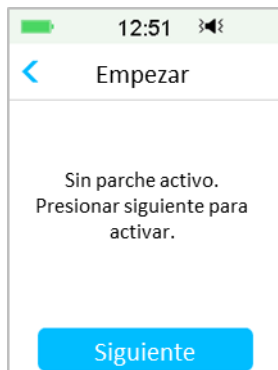 12:51
Empezar
Sin parche activo.
Presionar siguiente para
activar.
Siguiente